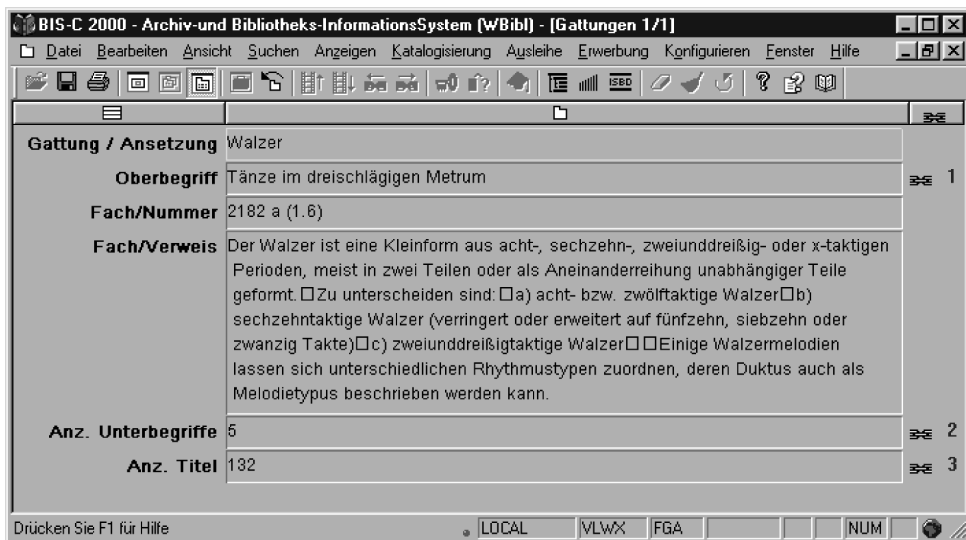 BIS-C 2000 - Archiv-und Bibliotheks-InformationsSystem (WBibl) - [Gattungen 1/1]
Datei Bearbeiten Ansicht Suchen Anzeigen Katalogisierung Ausleihe Erwerbung Konfigurieren Fenster Hilfe
ISBD
Gattung / Ansetzung Walzer
Oberbegriff Tänze im dreischlägigen Metrum 1
Fach/Nummer 2182 a (1.6)
Fach/Verweis Der Walzer ist eine Kleinform aus acht-, sechzehn-, zweiunddreißig- oder x-taktigen
Perioden, meist in zwei Teilen oder als Aneinanderreihung unabhängiger Teile
geformt.□Zu unterscheiden sind:□a) acht- bzw. zwölftaktige Walzer□b)
sechzehntaktige Walzer (verringert oder erweitert auf fünfzehn, siebzehn oder
zwanzig Takte)□c) zweiunddreißigtaktige Walzer□□Einige Walzermelodien
lassen sich unterschiedlichen Rhythmustypen zuordnen, deren Duktus auch als
Melodietypus beschrieben werden kann.
Anz. Unterbegriffe 5 2
Anz. Titel 132 3
Drücken Sie F1 für Hilfe LOCAL VLWX FGA NUM